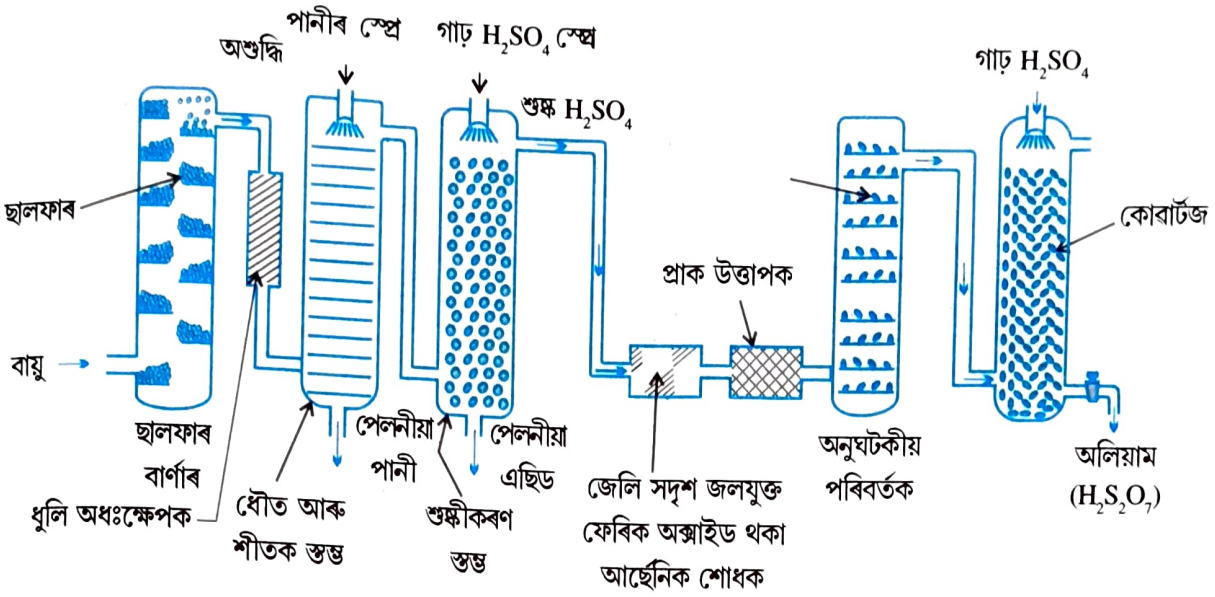 পানীৰ স্প্ৰে
অশুদ্ধি
গাঢ় H₂SO₄ স্প্ৰে
শুষ্ক H₂SO₄
গাঢ় H₂SO₄
ছালফাৰ
কোৱাৰ্টজ
প্ৰাক উত্তাপক
বায়ু
ছালফাৰ
বাৰ্ণাৰ
ধুলি অধঃক্ষেপক
ধৌত আৰু
শীতক স্তম্ভ
পেলনীয়া
পানী
শুষ্কীকৰণ
স্তম্ভ
পেলনীয়া
এছিড
জেলি সদৃশ জলযুক্ত
ফেৰিক অক্সাইড থকা
আৰ্ছেনিক শোধক
অনুঘটকীয়
পৰিবৰ্তক
অলিয়াম
(H₂S₂O₇)